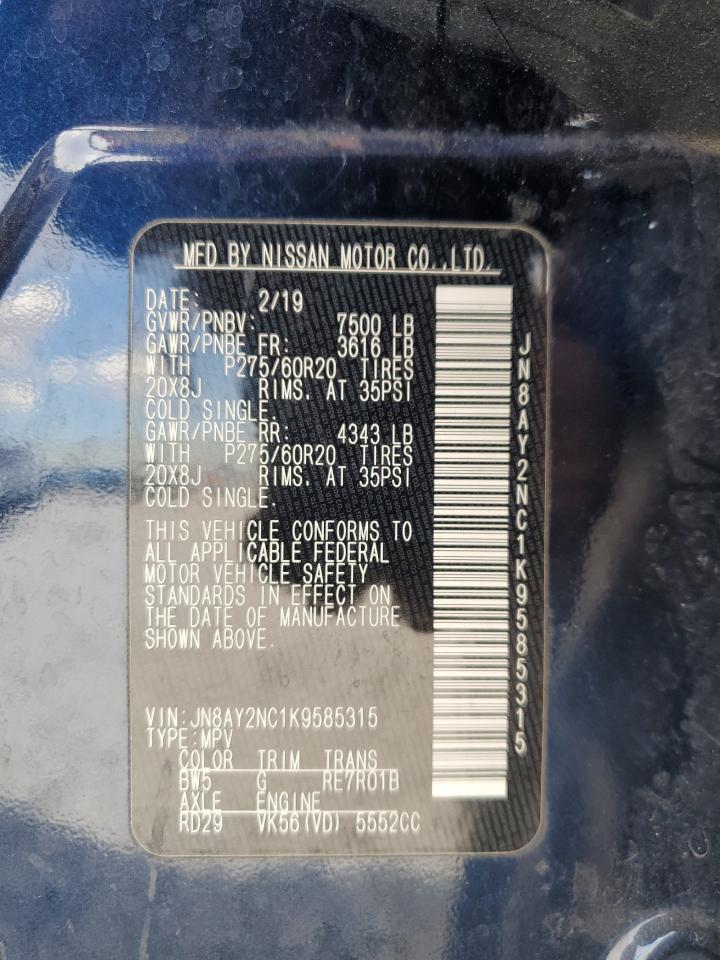 MFD BY NISSAN MOTOR CO.,LTD.
DATE: 2/19
GVWR/PNBV: 7500 LB
GAWR/PNBE FR: 3616 LB
WITH P275/60R20 TIRES
20X8J RIMS. AT 35PSI
COLD SINGLE.
GAWR/PNBE RR: 4343 LB
WITH P275/60R20 TIRES
20X8J RIMS. AT 35PSI
COLD SINGLE.
THIS VEHICLE CONFORMS TO
ALL APPLICABLE FEDERAL
MOTOR VEHICLE SAFETY
STANDARDS IN EFFECT ON
THE DATE OF MANUFACTURE
SHOWN ABOVE.
VIN:JN8AY2NC1K9585315
TYPE:MPV
COLOR TRIM TRANS
BW5 G RE7R01B
AXLE ENGINE
RD29 VK56(VD) 5552CC
JN8AY2NC1K9585315